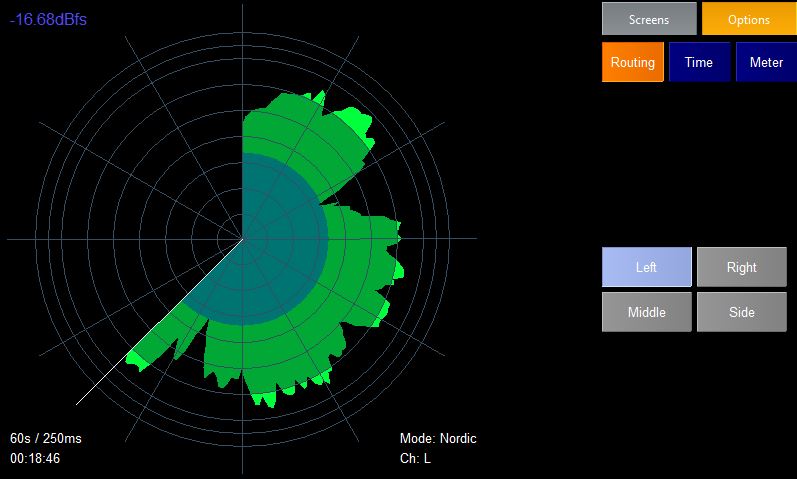 -16.68dBfs
Screens Options
Routing Time Meter
Left Right
Middle Side
60s / 250ms
00:18:46
Mode: Nordic
Ch: L